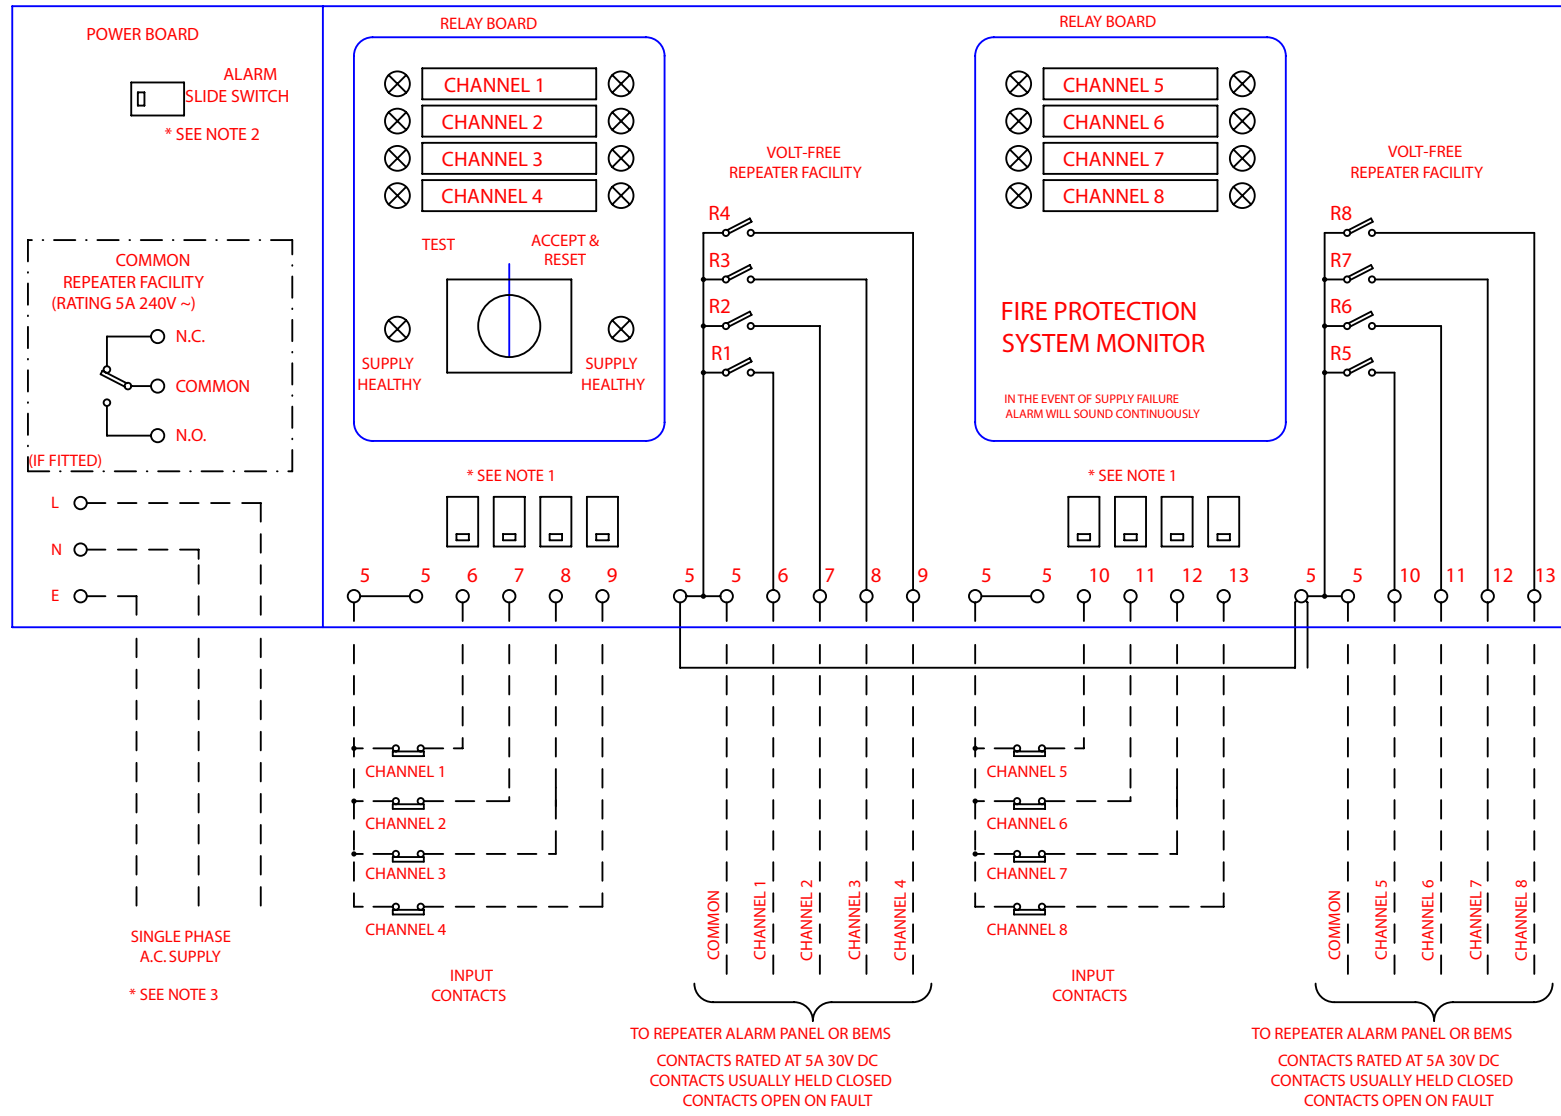 POWER BOARD
ALARM
SLIDE SWITCH
* SEE NOTE 2
COMMON
REPEATER FACILITY
(RATING 5A 240V ~)
N.C.
COMMON
N.O.
(IF FITTED)
L
N
E
SINGLE PHASE
A.C. SUPPLY
* SEE NOTE 3
RELAY BOARD
CHANNEL 1
CHANNEL 2
CHANNEL 3
CHANNEL 4
TEST
ACCEPT &
RESET
SUPPLY
HEALTHY
SUPPLY
HEALTHY
* SEE NOTE 1
5 5 6 7 8 9
CHANNEL 1
CHANNEL 2
CHANNEL 3
CHANNEL 4
INPUT
CONTACTS
VOLT-FREE
REPEATER FACILITY
R4
R3
R2
R1
5 5 6 7 8 9
COMMON
CHANNEL 1
CHANNEL 2
CHANNEL 3
CHANNEL 4
TO REPEATER ALARM PANEL OR BEMS
CONTACTS RATED AT 5A 30V DC
CONTACTS USUALLY HELD CLOSED
CONTACTS OPEN ON FAULT
RELAY BOARD
CHANNEL 5
CHANNEL 6
CHANNEL 7
CHANNEL 8
FIRE PROTECTION
SYSTEM MONITOR
IN THE EVENT OF SUPPLY FAILURE
ALARM WILL SOUND CONTINUOUSLY
* SEE NOTE 1
5 5 10 11 12 13
CHANNEL 5
CHANNEL 6
CHANNEL 7
CHANNEL 8
INPUT
CONTACTS
VOLT-FREE
REPEATER FACILITY
R8
R7
R6
R5
5 5 10 11 12 13
COMMON
CHANNEL 5
CHANNEL 6
CHANNEL 7
CHANNEL 8
TO REPEATER ALARM PANEL OR BEMS
CONTACTS RATED AT 5A 30V DC
CONTACTS USUALLY HELD CLOSED
CONTACTS OPEN ON FAULT